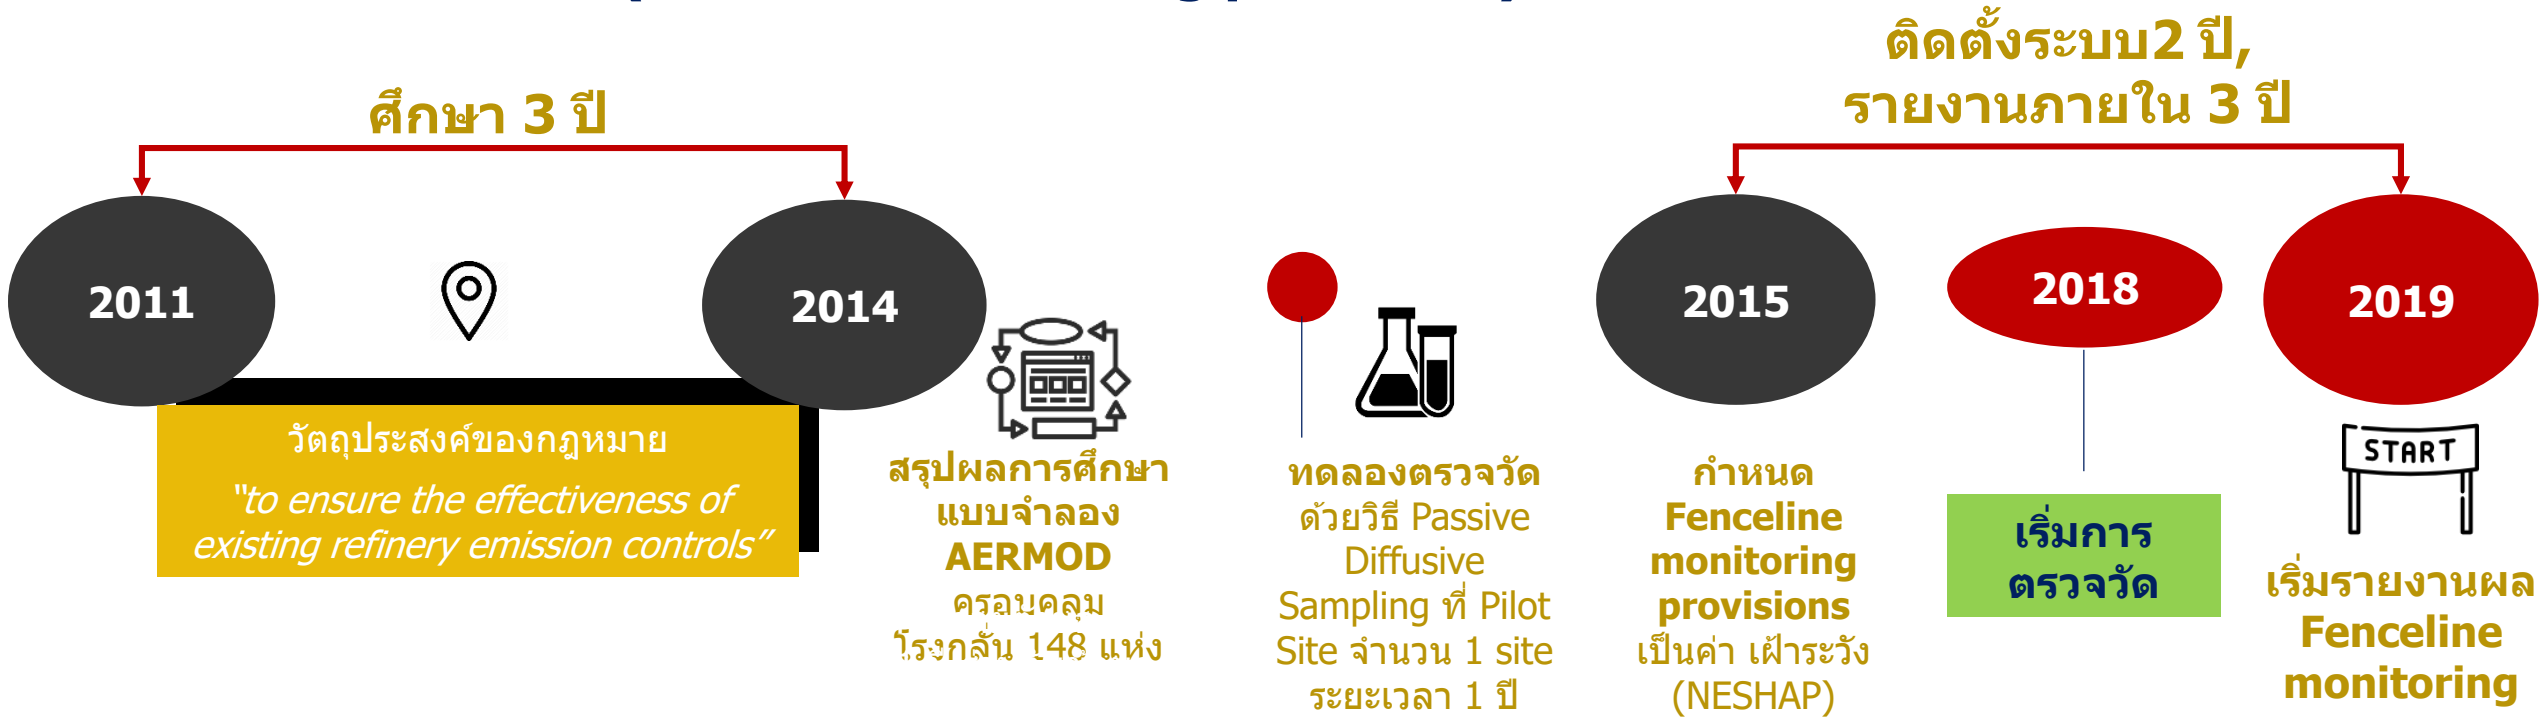 ศึกษา 3 ปี
ติดตั้งระบบ2 ปี,
รายงานภายใน 3 ปี
2011
2014
2015
2018
2019
วัตถุประสงค์ของกฎหมาย
“to ensure the effectiveness of
existing refinery emission controls”
สรุปผลการศึกษา
แบบจำลอง
AERMOD
ครอบคลุม
โรงกลั่น 148 แห่ง
ทดลองตรวจวัด
ด้วยวิธี Passive
Diffusive
Sampling ที่ Pilot
Site จำนวน 1 site
ระยะเวลา 1 ปี
กำหนด
Fenceline
monitoring
provisions
เป็นค่า เฝ้าระวัง
(NESHAP)
เริ่มการ
ตรวจวัด
START
เริ่มรายงานผล
Fenceline
monitoring